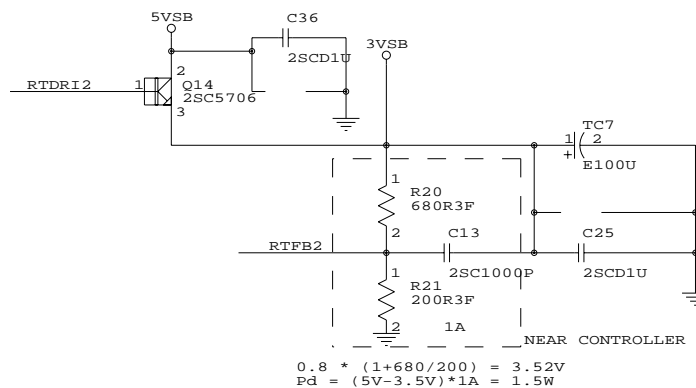 5VSB
C36
2SCD1U
3VSB
RTDRI2
1
2
Q14
2SC5706
3
TC7
1 2
+
E100U
1
R20
680R3F
2
RTFB2
C13
2SC1000P
C25
2SCD1U
1
R21
200R3F
2
1A
NEAR CONTROLLER
0.8 * (1+680/200) = 3.52V
Pd = (5V-3.5V)*1A = 1.5W